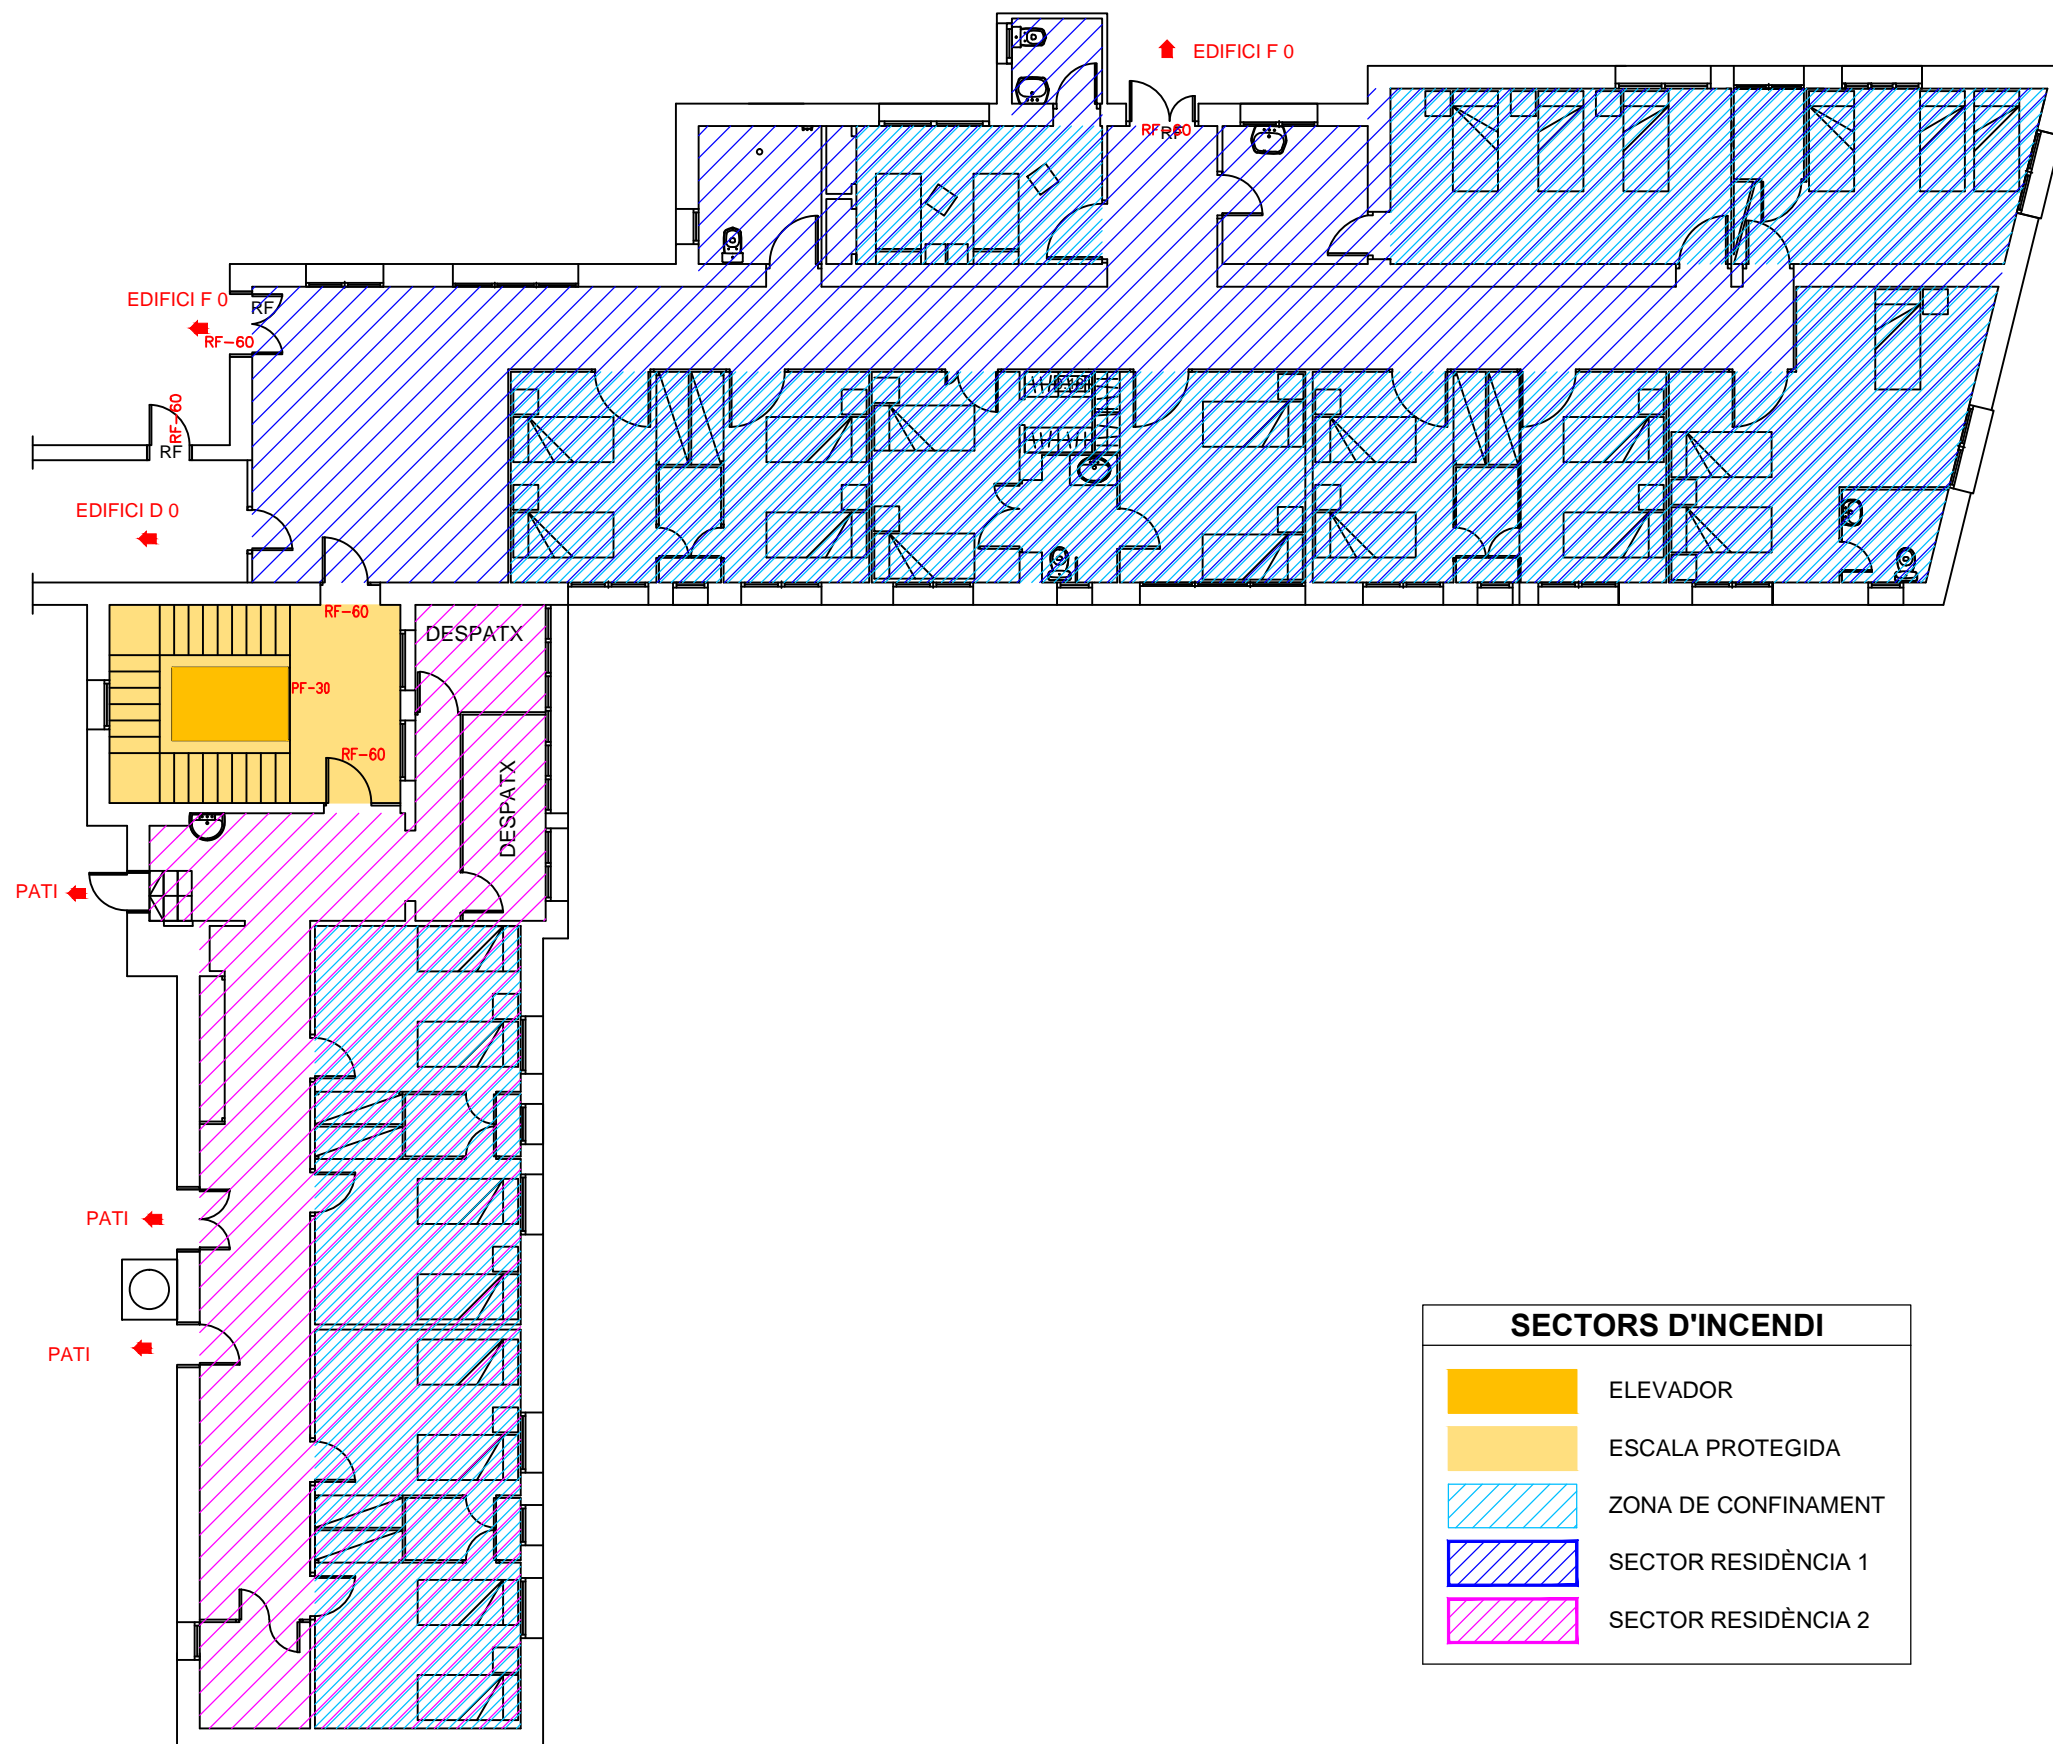 EDIFICI F 0
RF-60
RF
EDIFICI F 0
RF
RF-60
RF-60
RF
EDIFICI D 0
RF-60
DESPATX
PF-30
RF-60
DESPATX
PATI
PATI
PATI
SECTORS D'INCENDI
ELEVADOR
ESCALA PROTEGIDA
ZONA DE CONFINAMENT
SECTOR RESIDÈNCIA 1
SECTOR RESIDÈNCIA 2